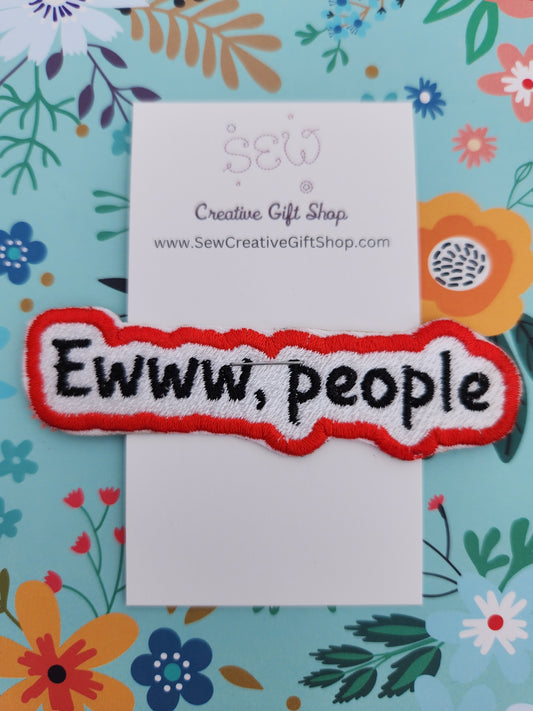 SEW
Creative Gift Shop
www.SewCreativeGiftShop.com
Ewww, people